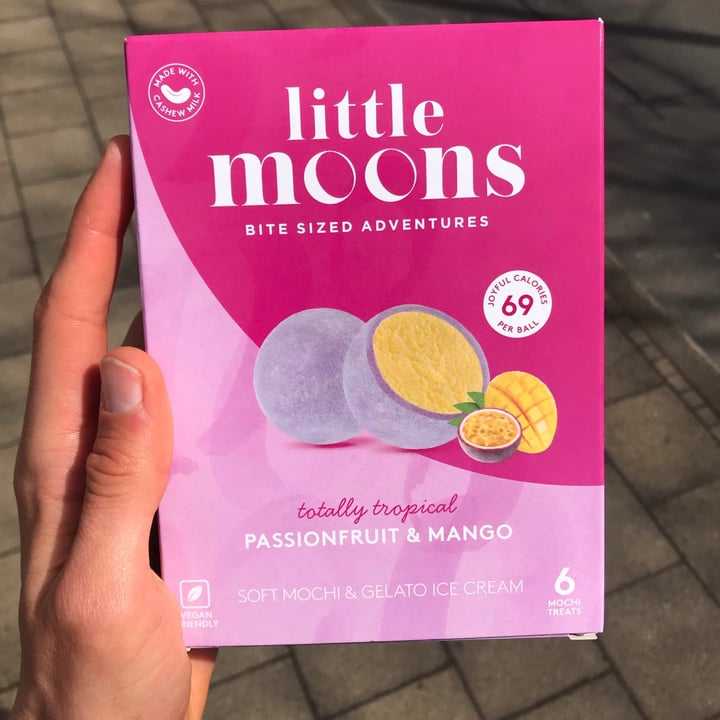 MADE WITH
CASHEW MILK
little
moons
BITE SIZED ADVENTURES
JOYFUL CALORIES
69
PER BALL
totally tropical
PASSIONFRUIT & MANGO
SOFT MOCHI & GELATO ICE CREAM
VEGAN
RIENDLY
6
MOCHI
TREATS